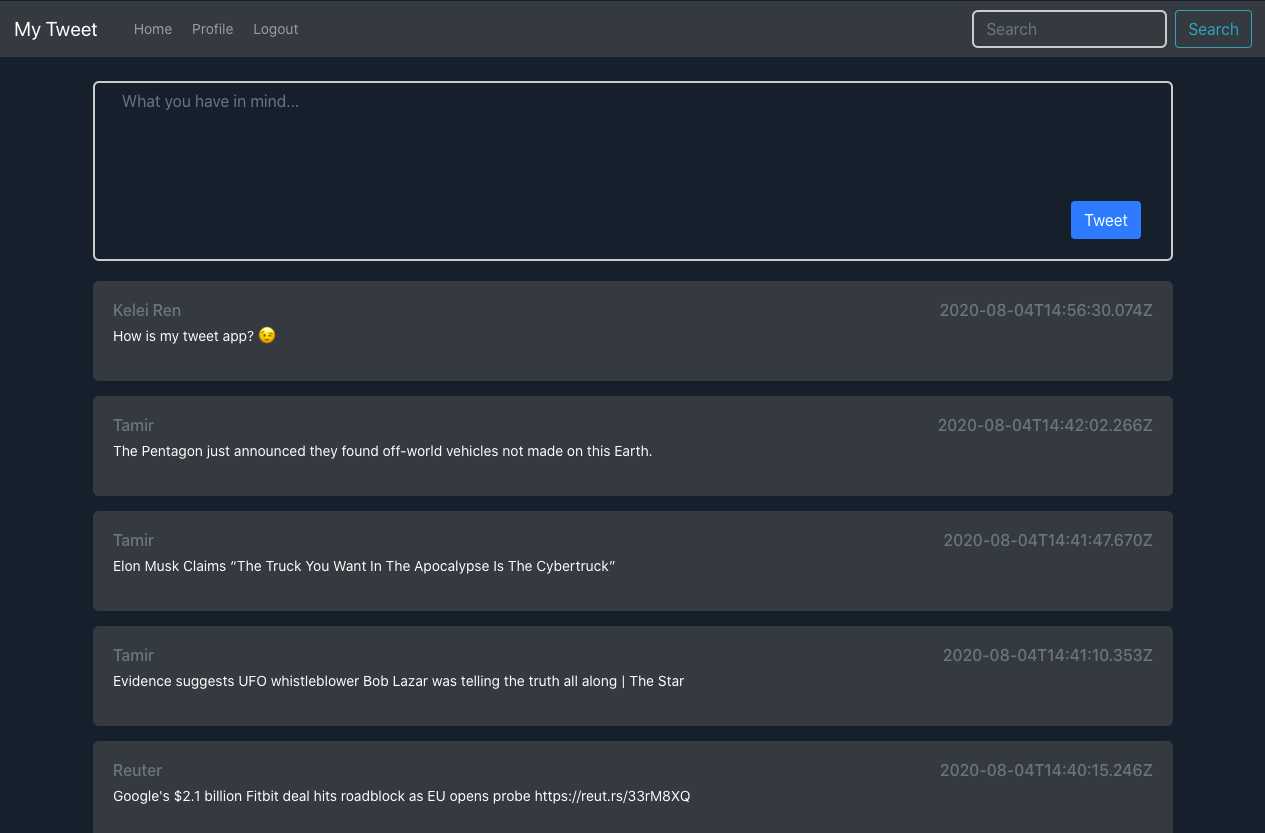 My Tweet Home Profile Logout Search Search
What you have in mind...
Tweet
Kelei Ren 2020-08-04T14:56:30.074Z
How is my tweet app? 😉
Tamir 2020-08-04T14:42:02.266Z
The Pentagon just announced they found off-world vehicles not made on this Earth.
Tamir 2020-08-04T14:41:47.670Z
Elon Musk Claims “The Truck You Want In The Apocalypse Is The Cybertruck”
Tamir 2020-08-04T14:41:10.353Z
Evidence suggests UFO whistleblower Bob Lazar was telling the truth all along | The Star
Reuter 2020-08-04T14:40:15.246Z
Google's $2.1 billion Fitbit deal hits roadblock as EU opens probe https://reut.rs/33rM8XQ